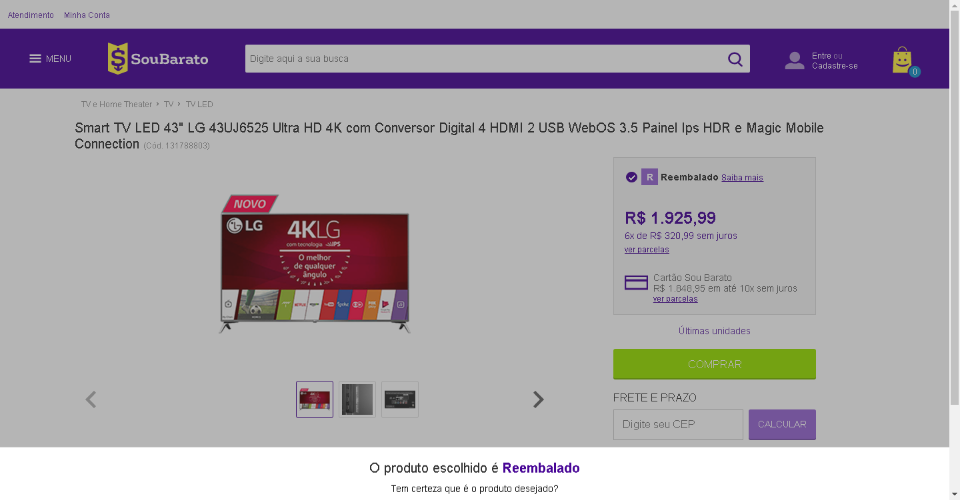 Atendimento Minha Conta
MENU
SouBarato
Digite aqui a sua busca
Entre ou
Cadastre-se
0
TV e Home Theater › TV › TV LED
Smart TV LED 43" LG 43UJ6525 Ultra HD 4K com Conversor Digital 4 HDMI 2 USB WebOS 3.5 Painel Ips HDR e Magic Mobile
Connection (Cód. 131788803)
NOVO
LG
4KLG
com tecnologia 4KIPS
O melhor
de qualquer
ângulo
R Reembalado Saiba mais
R$ 1.925,99
6x de R$ 320,99 sem juros
ver parcelas
Cartão Sou Barato
R$ 1.848,95 em até 10x sem juros
ver parcelas
Últimas unidades
COMPRAR
FRETE E PRAZO
Digite seu CEP
CALCULAR
O produto escolhido é Reembalado
Tem certeza que é o produto desejado?